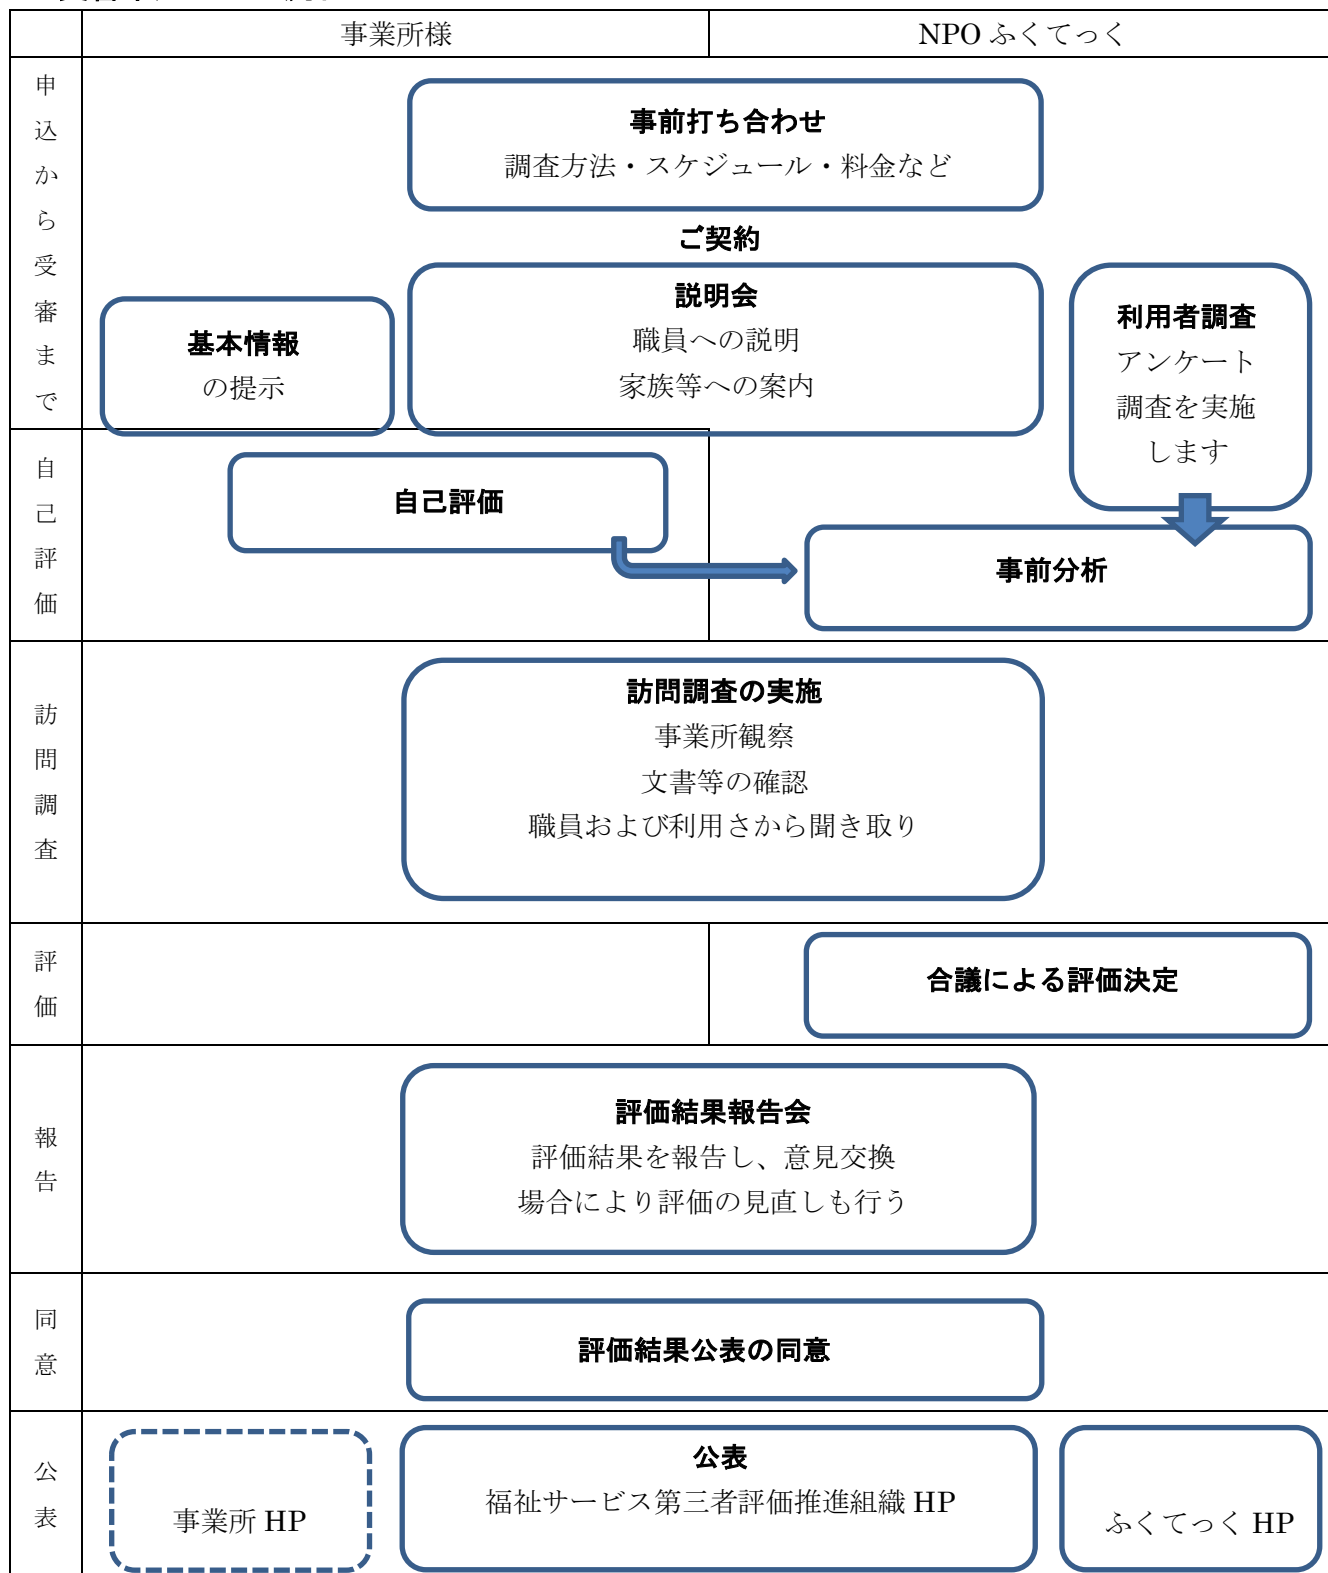 事業所様
NPO ふくてっく
申込から受審まで
事前打ち合わせ
調査方法・スケジュール・料金など
ご契約
説明会
職員への説明
家族等への案内
基本情報
の提示
利用者調査
アンケート
調査を実施
します
自己評価
自己評価
事前分析
訪問調査
訪問調査の実施
事業所観察
文書等の確認
職員および利用さから聞き取り
評価
合議による評価決定
報告
評価結果報告会
評価結果を報告し、意見交換
場合により評価の見直しも行う
同意
評価結果公表の同意
公表
事業所 HP
公表
福祉サービス第三者評価推進組織 HP
ふくてっく HP